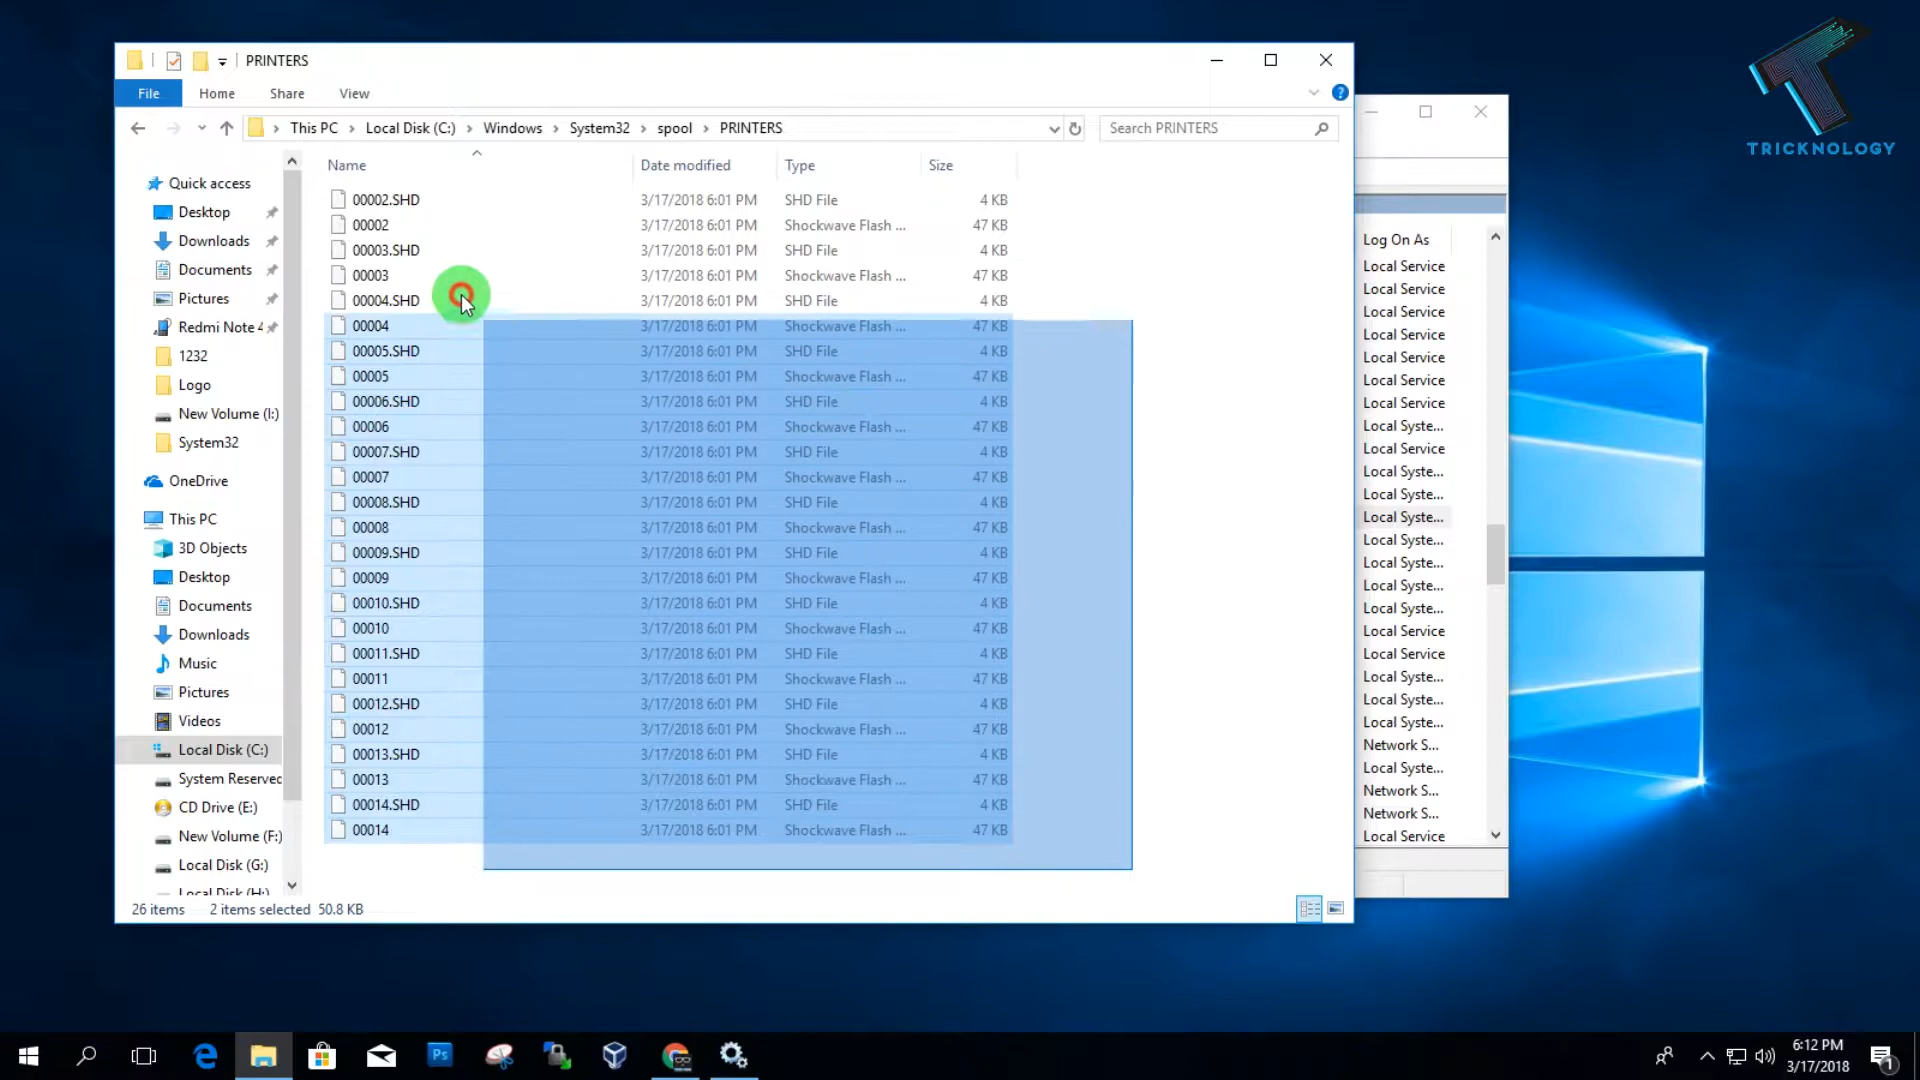 PRINTERS
File Home Share View
This PC Local Disk (C:) Windows System32 spool PRINTERS
Search PRINTERS
Name Date modified Type Size
00002.SHD 3/17/2018 6:01 PM SHD File 4 KB
00002 3/17/2018 6:01 PM Shockwave Flash ... 47 KB
00003.SHD 3/17/2018 6:01 PM SHD File 4 KB
00003 3/17/2018 6:01 PM Shockwave Flash ... 47 KB
00004.SHD 3/17/2018 6:01 PM SHD File 4 KB
00004 3/17/2018 6:01 PM Shockwave Flash ... 47 KB
00005.SHD 3/17/2018 6:01 PM SHD File 4 KB
00005 3/17/2018 6:01 PM Shockwave Flash ... 47 KB
00006.SHD 3/17/2018 6:01 PM SHD File 4 KB
00006 3/17/2018 6:01 PM Shockwave Flash ... 47 KB
00007.SHD 3/17/2018 6:01 PM SHD File 4 KB
00007 3/17/2018 6:01 PM Shockwave Flash ... 47 KB
00008.SHD 3/17/2018 6:01 PM SHD File 4 KB
00008 3/17/2018 6:01 PM Shockwave Flash ... 47 KB
00009.SHD 3/17/2018 6:01 PM SHD File 4 KB
00009 3/17/2018 6:01 PM Shockwave Flash ... 47 KB
00010.SHD 3/17/2018 6:01 PM SHD File 4 KB
00010 3/17/2018 6:01 PM Shockwave Flash ... 47 KB
00011.SHD 3/17/2018 6:01 PM SHD File 4 KB
00011 3/17/2018 6:01 PM Shockwave Flash ... 47 KB
00012.SHD 3/17/2018 6:01 PM SHD File 4 KB
00012 3/17/2018 6:01 PM Shockwave Flash ... 47 KB
00013.SHD 3/17/2018 6:01 PM SHD File 4 KB
00013 3/17/2018 6:01 PM Shockwave Flash ... 47 KB
00014.SHD 3/17/2018 6:01 PM SHD File 4 KB
00014 3/17/2018 6:01 PM Shockwave Flash ... 47 KB
Quick access
Desktop
Downloads
Documents
Pictures
Redmi Note 4
1232
Logo
New Volume (I:)
System32
OneDrive
This PC
3D Objects
Desktop
Documents
Downloads
Music
Pictures
Videos
Local Disk (C:)
System Reserved
CD Drive (E:)
New Volume (F:)
Local Disk (G:)
Local Disk (H:)
26 items 2 items selected 50.8 KB
Log On As
Local Service
Local Service
Local Service
Local Service
Local Service
Local Service
Local Service
Local Syste...
Local Service
Local Syste...
Local Syste...
Local Syste...
Local Syste...
Local Syste...
Local Syste...
Local Syste...
Local Service
Local Service
Local Syste...
Local Syste...
Local Syste...
Network S...
Local Syste...
Network S...
Network S...
Local Service
TRICKNOLOGY
Ps
6:12 PM
3/17/2018
1